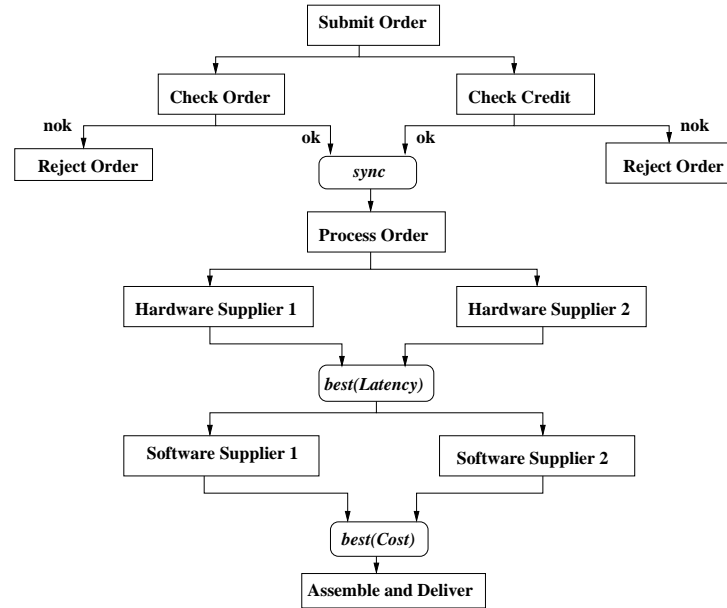 Submit Order
Check Order
Check Credit
nok
ok
ok
nok
Reject Order
sync
Reject Order
Process Order
Hardware Supplier 1
Hardware Supplier 2
best(Latency)
Software Supplier 1
Software Supplier 2
best(Cost)
Assemble and Deliver